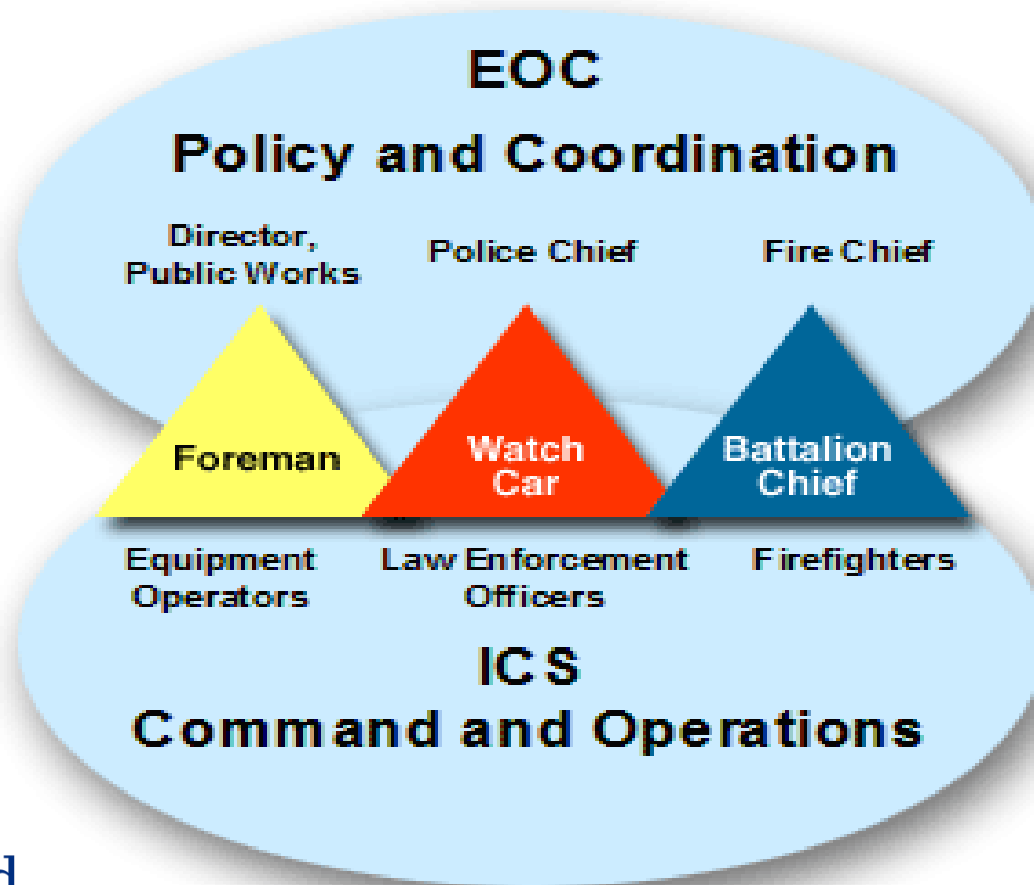 EOC
Policy and Coordination
Director,
Public Works
Police Chief
Fire Chief
Foreman
Watch
Car
Battalion
Chief
Equipment
Operators
Law Enforcement
Officers
Firefighters
ICS
Command and Operations
d